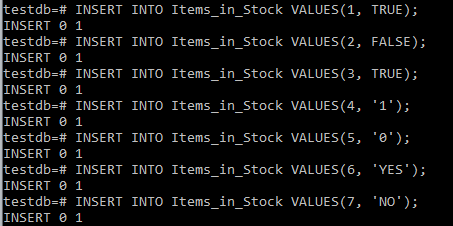 testdb=# INSERT INTO Items_in_Stock VALUES(1, TRUE);
INSERT 0 1
testdb=# INSERT INTO Items_in_Stock VALUES(2, FALSE);
INSERT 0 1
testdb=# INSERT INTO Items_in_Stock VALUES(3, TRUE);
INSERT 0 1
testdb=# INSERT INTO Items_in_Stock VALUES(4, '1');
INSERT 0 1
testdb=# INSERT INTO Items_in_Stock VALUES(5, '0');
INSERT 0 1
testdb=# INSERT INTO Items_in_Stock VALUES(6, 'YES');
INSERT 0 1
testdb=# INSERT INTO Items_in_Stock VALUES(7, 'NO');
INSERT 0 1